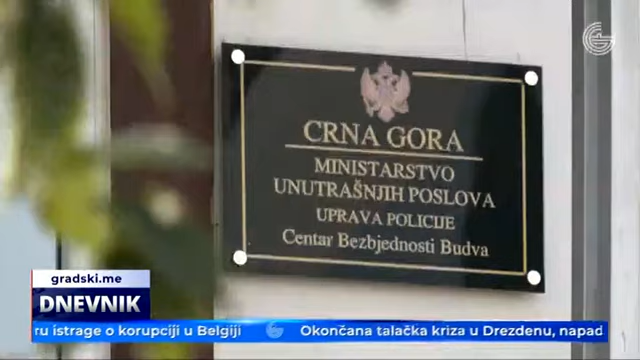 CRNA GORA
MINISTARSTVO
UNUTRAŠNJIH POSLOVA
UPRAVA POLICIJE
Centar Bezbjednosti Budva
gradski.me
DNEVNIK
ru istrage o korupciji u Belgiji Okončana talačka kriza u Drezdenu, napad